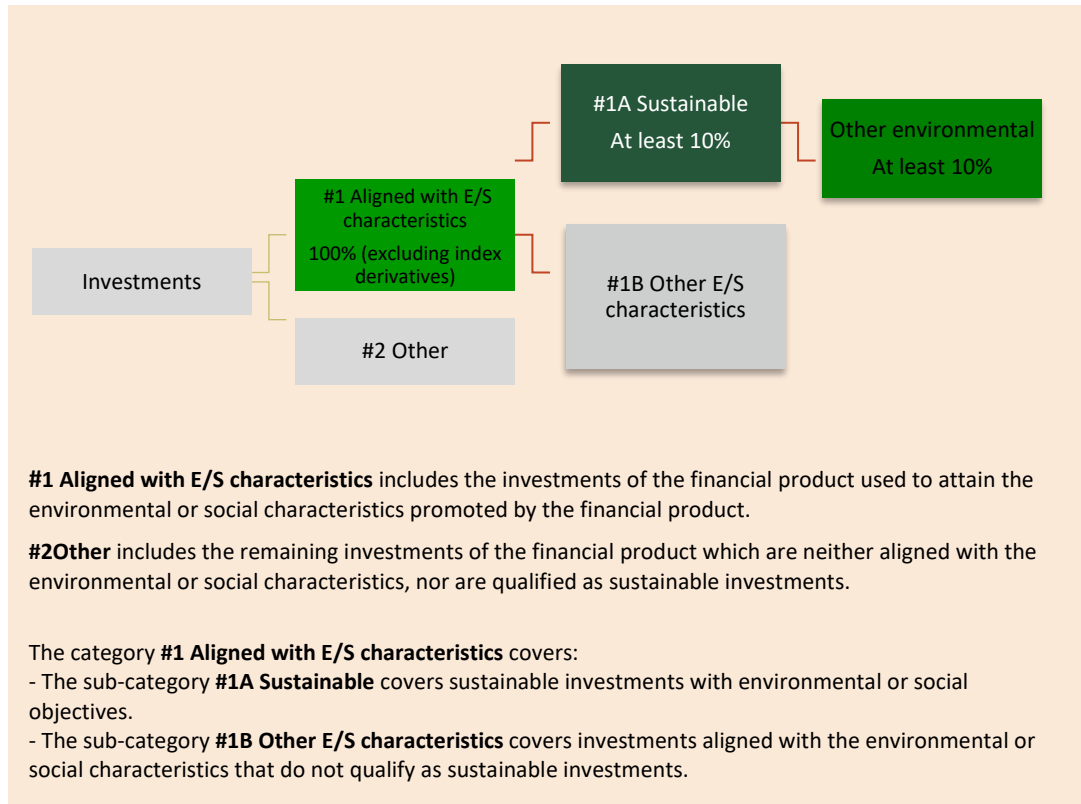 #1A Sustainable
At least 10%
Other environmental
At least 10%
#1 Aligned with E/S
characteristics
100% (excluding index
derivatives)
Investments
#1B Other E/S
characteristics
#2 Other
#1 Aligned with E/S characteristics includes the investments of the financial product used to attain the
environmental or social characteristics promoted by the financial product.
#2Other includes the remaining investments of the financial product which are neither aligned with the
environmental or social characteristics, nor are qualified as sustainable investments.
The category #1 Aligned with E/S characteristics covers:
- The sub-category #1A Sustainable covers sustainable investments with environmental or social
objectives.
- The sub-category #1B Other E/S characteristics covers investments aligned with the environmental or
social characteristics that do not qualify as sustainable investments.